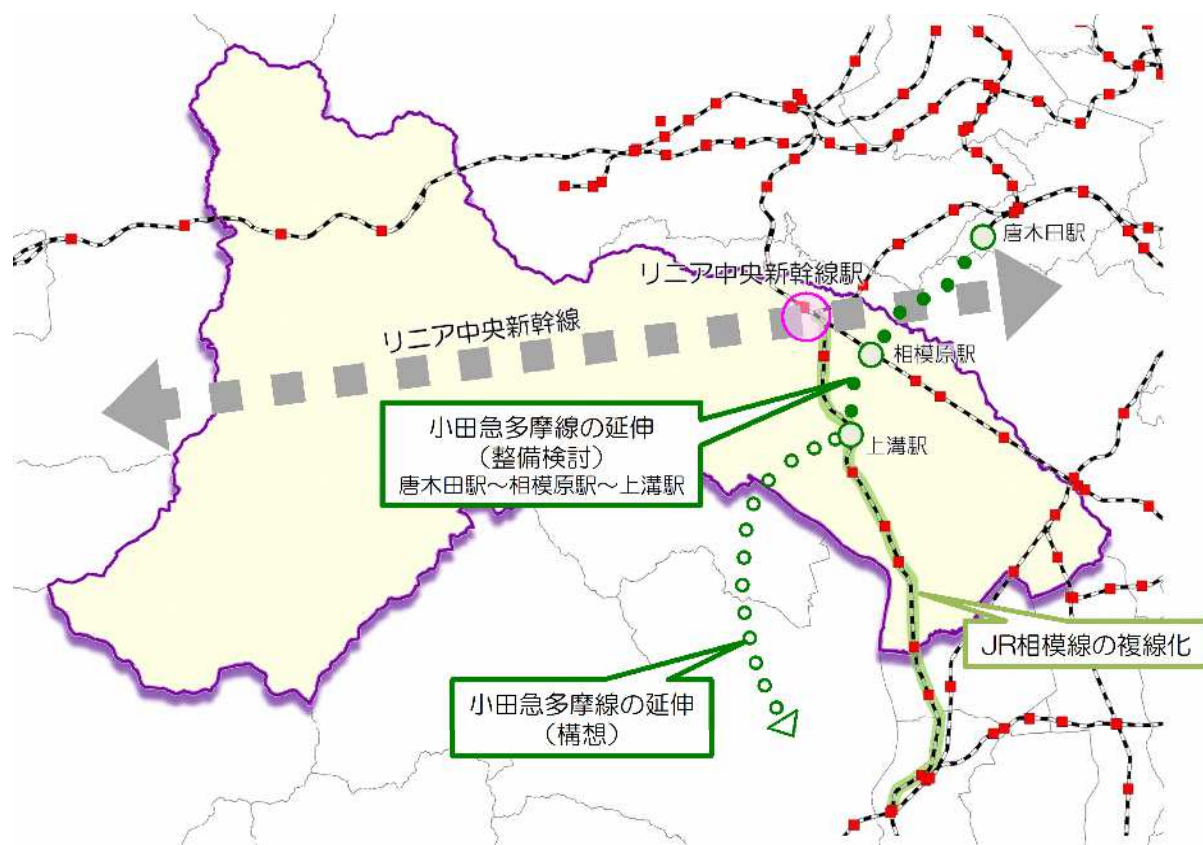 唐木田駅
リニア中央新幹線駅
リニア中央新幹線
相模原駅
小田急多摩線の延伸
（整備検討）
唐木田駅～相模原駅～上溝駅
上溝駅
JR相模線の複線化
小田急多摩線の延伸
（構想）